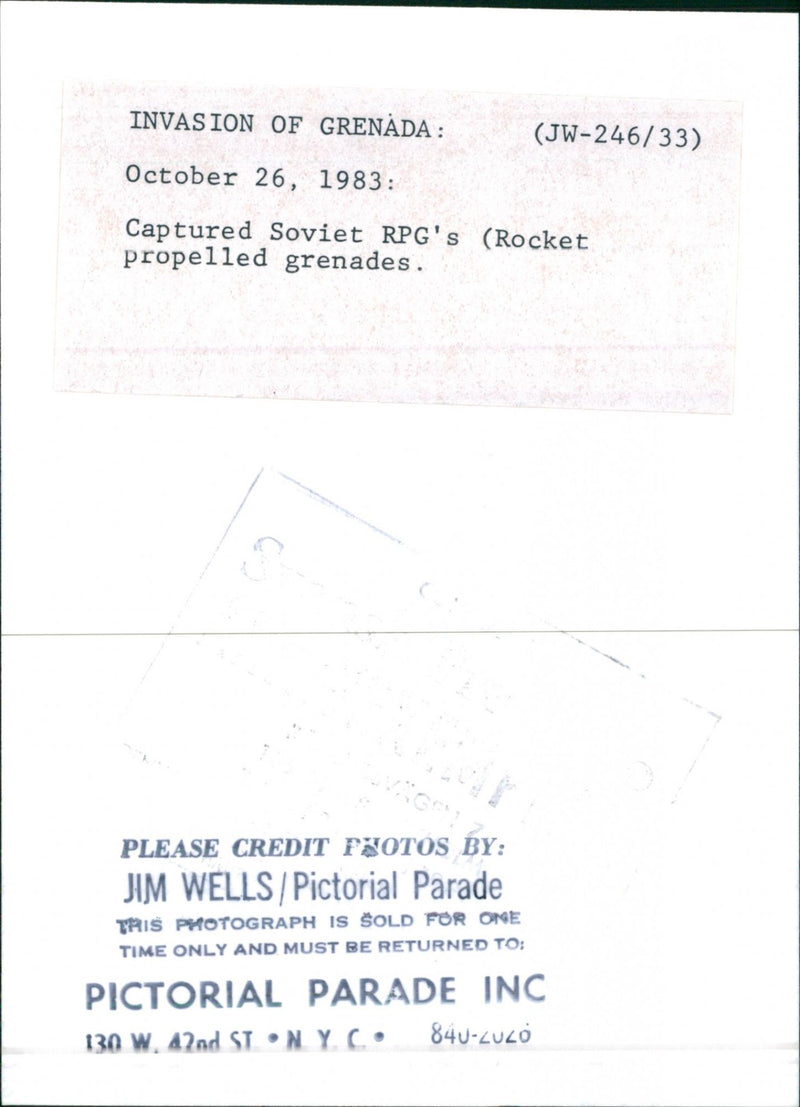 INVASION OF GRENADA: (JW-246/33)
October 26, 1983:
Captured Soviet RPG's (Rocket
propelled grenades.
PLEASE CREDIT PHOTOS BY:
JIM WELLS/Pictorial Parade
THIS PHOTOGRAPH IS SOLD FOR ONE
TIME ONLY AND MUST BE RETURNED TO:
PICTORIAL PARADE INC
130 W. 42nd ST. • N. Y. C. • 840-2026